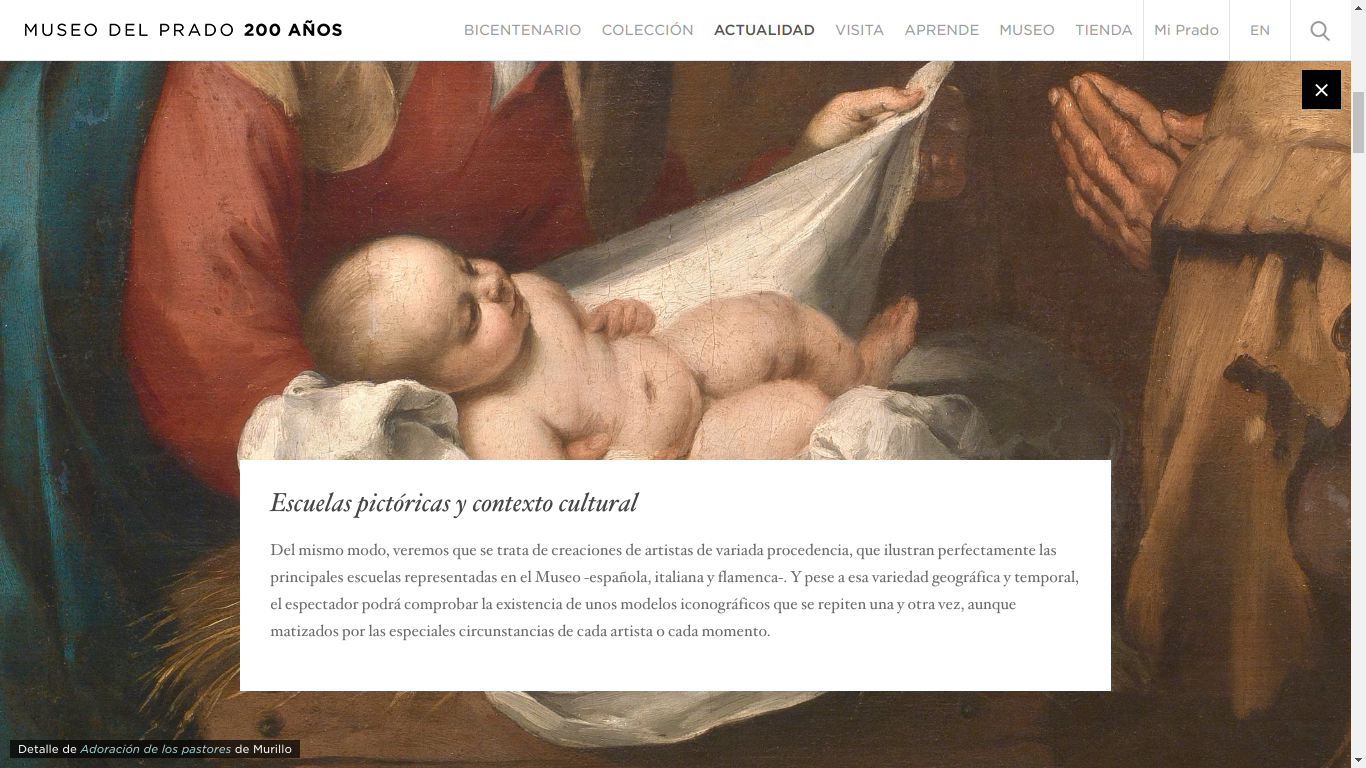 MUSEO DEL PRADO 200 AÑOS
BICENTENARIO COLECCIÓN ACTUALIDAD VISITA APRENDE MUSEO TIENDA Mi Prado EN
Escuelas pictóricas y contexto cultural
Del mismo modo, veremos que se trata de creaciones de artistas de variada procedencia, que ilustran perfectamente las
principales escuelas representadas en el Museo -española, italiana y flamenca-. Y pese a esa variedad geográfica y temporal,
el espectador podrá comprobar la existencia de unos modelos iconográficos que se repiten una y otra vez, aunque
matizados por las especiales circunstancias de cada artista o cada momento.
Detalle de Adoración de los pastores de Murillo